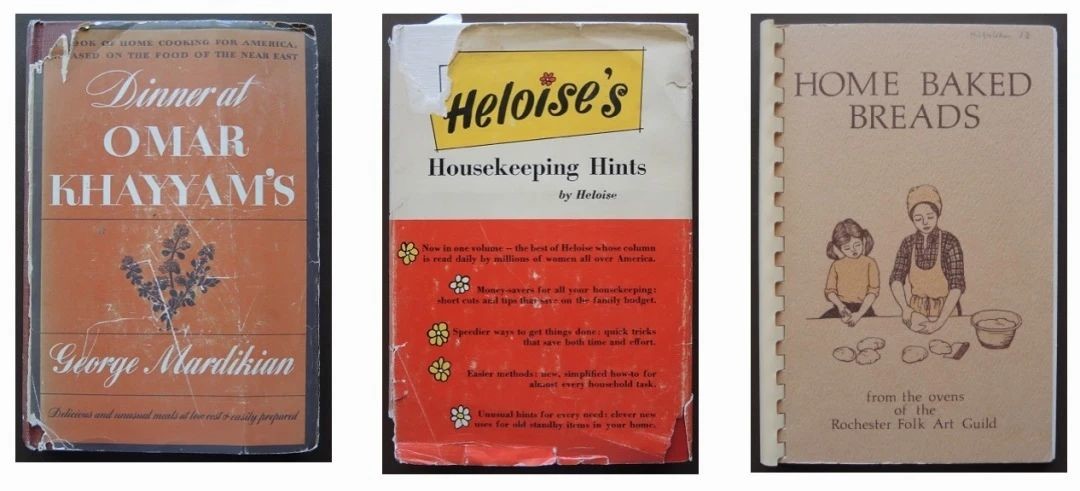 OOK OF HOME COOKING FOR AMERICA,
ASED ON THE FOOD OF THE NEAR EAST
Dinner at
OMAR
KHAYYAM'S
George Mardikian
Delicious and unusual meals at low cost & easily prepared
Heloise's
Housekeeping Hints
by Heloise
Now in one volume -- the best of Heloise whose column
is read daily by millions of women all over America.
Money-savers for all your housekeeping:
short cuts and tips that save on the family budget.
Speedier ways to get things done: quick tricks
that save both time and effort.
Easier methods: new, simplified how-to for
almost every household task.
Unusual hints for every need: clever new
uses for old standby items in your home.
HOME BAKED
BREADS
from the ovens
of the
Rochester Folk Art Guild